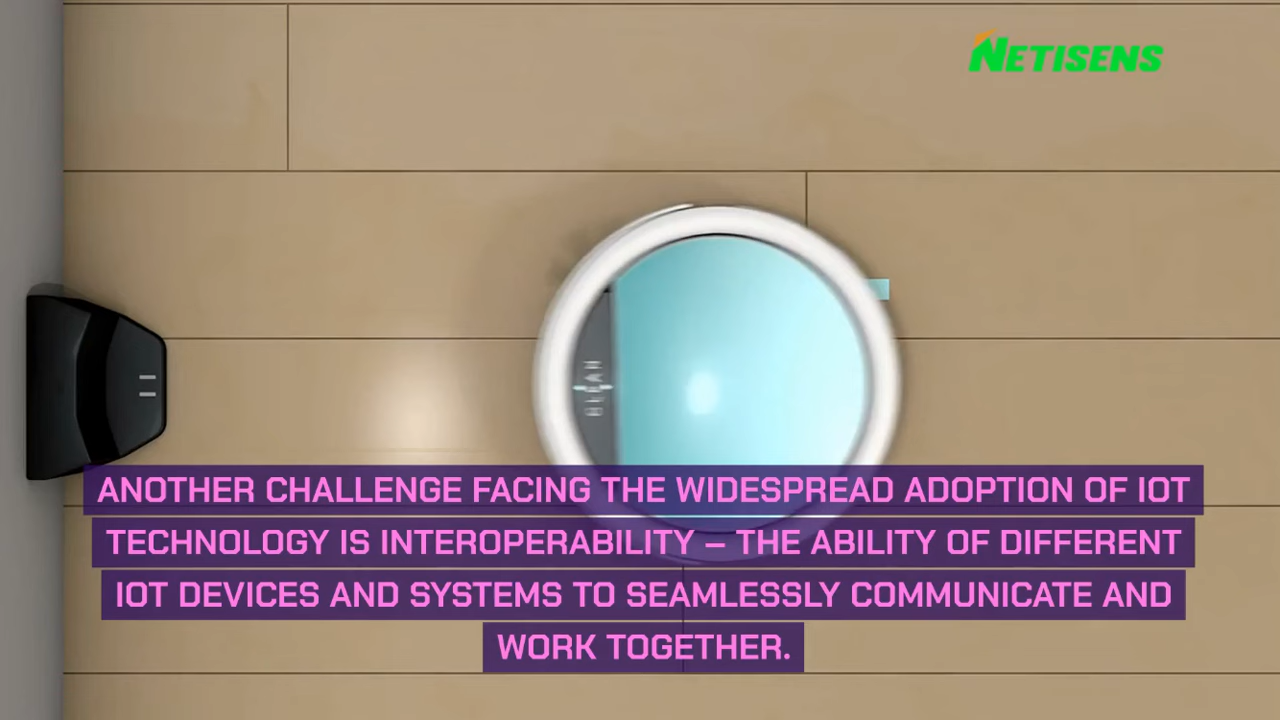 NETISENS
CLEAN
ANOTHER CHALLENGE FACING THE WIDESPREAD ADOPTION OF IOT
TECHNOLOGY IS INTEROPERABILITY – THE ABILITY OF DIFFERENT
IOT DEVICES AND SYSTEMS TO SEAMLESSLY COMMUNICATE AND
WORK TOGETHER.